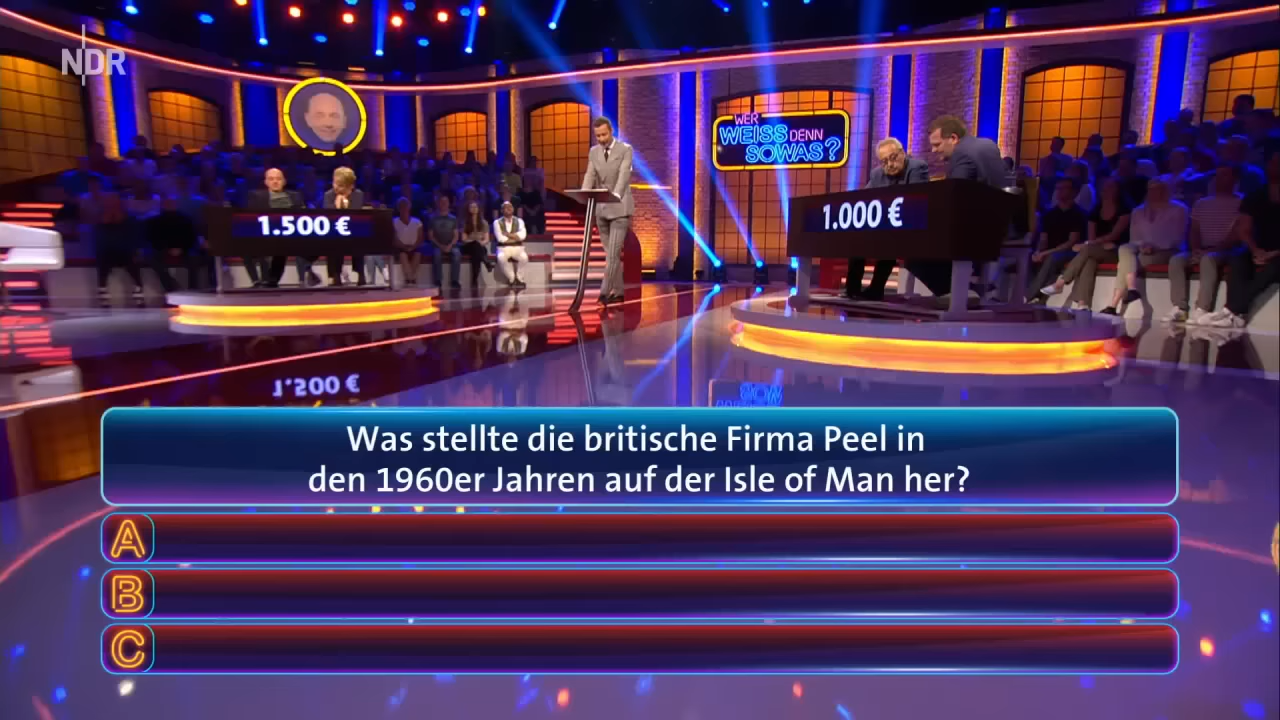 NDR
WER
WEISS DENN
SOWAS?
1.500 €
1.000 €
Was stellte die britische Firma Peel in
den 1960er Jahren auf der Isle of Man her?
A
B
C